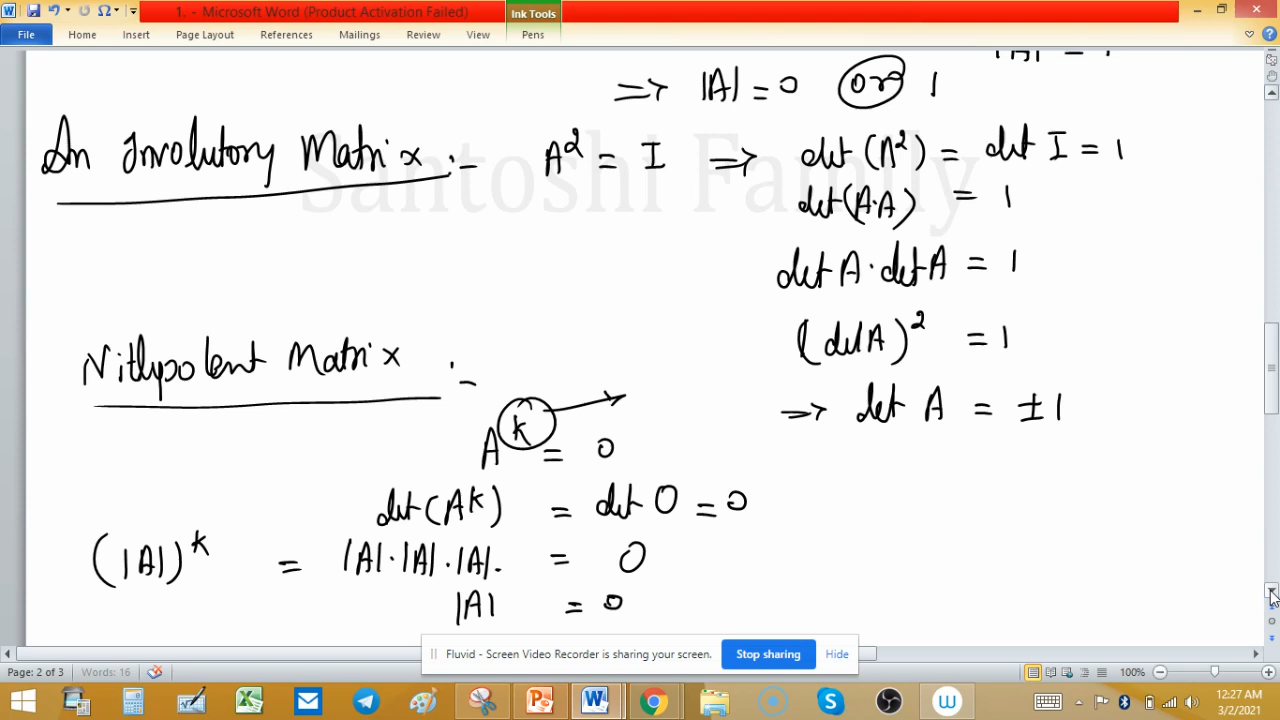 1. - Microsoft Word (Product Activation Failed)
Ink Tools
File Home Insert Page Layout References Mailings Review View Pens
⇒ |A| = 0 or 1
An Involutory Matrix :- A² = I ⇒ det(A²) = det I = 1
det(A·A) = 1
det A · det A = 1
(det A)² = 1
⇒ det A = ±1
Nithypotent Matrix :-
A^k = 0
det(A^k) = det O = 0
(|A|)^k = |A|·|A|·|A|. = 0
|A| = 0
Santoshi Family
Fluvid - Screen Video Recorder is sharing your screen. Stop sharing Hide
Page: 2 of 3 Words: 16 100%
12:27 AM
3/2/2021